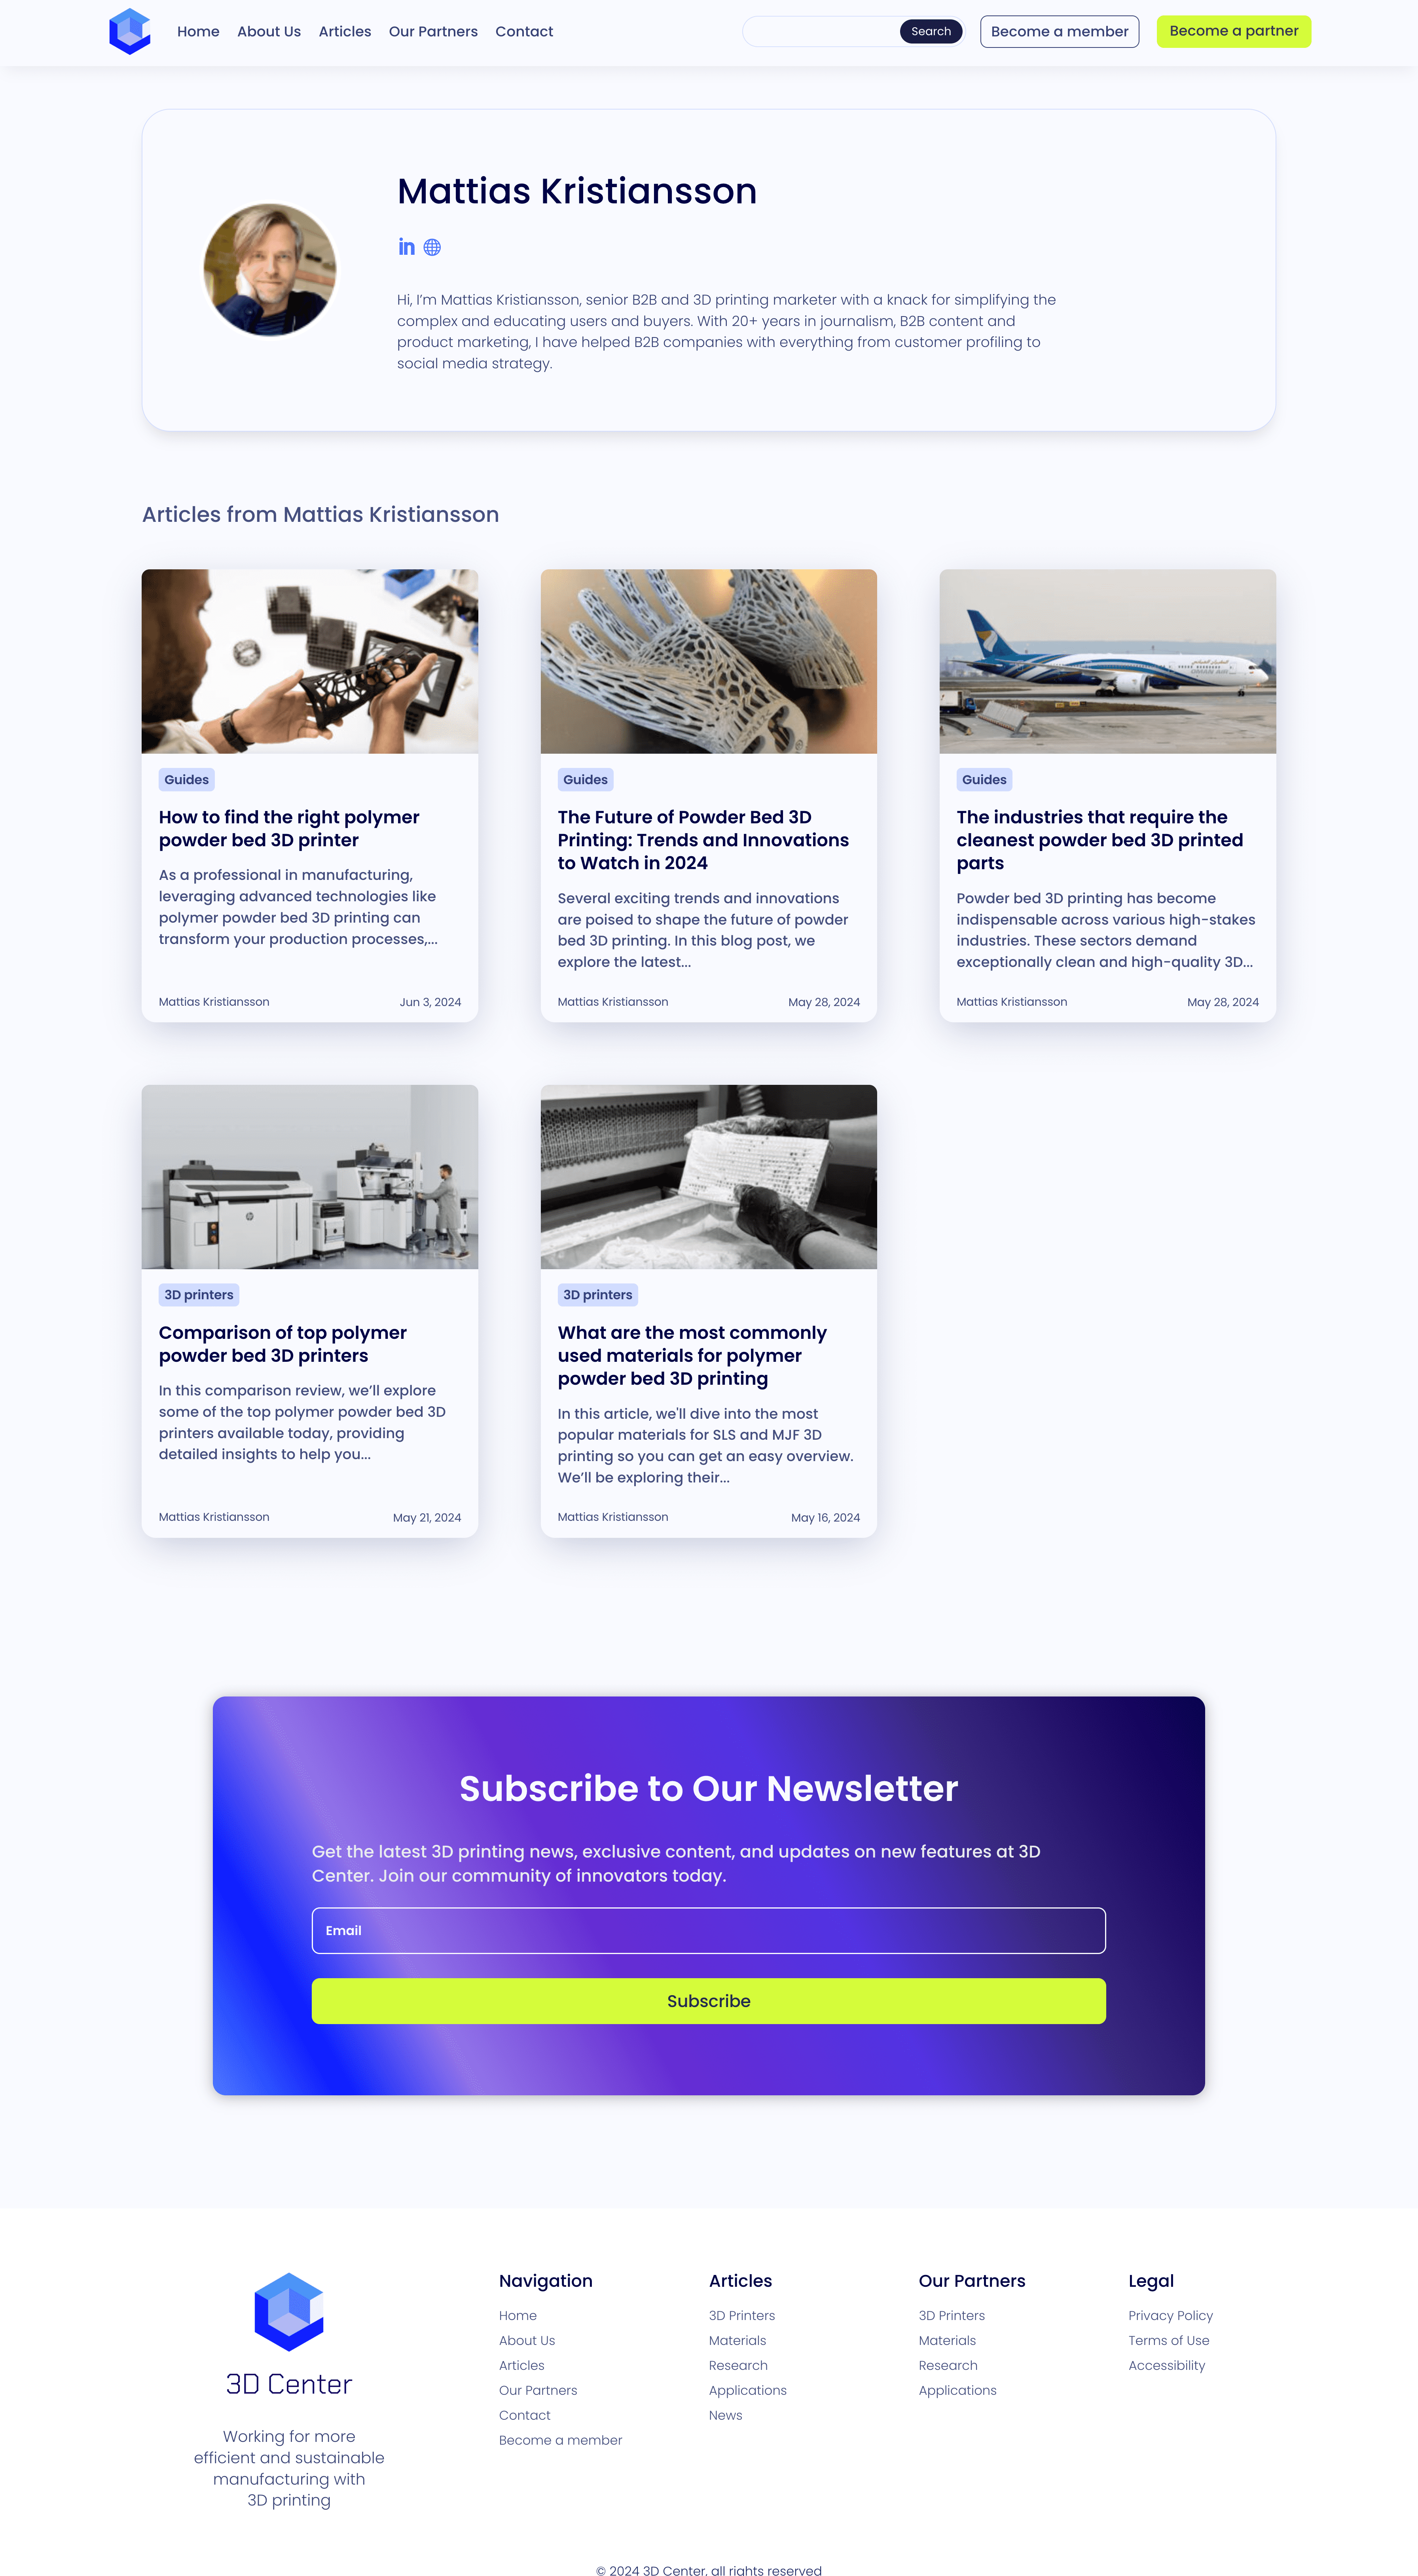 Home About Us Articles Our Partners Contact Search Become a member Become a partner
Mattias Kristiansson
in
Hi, I'm Mattias Kristiansson, senior B2B and 3D printing marketer with a knack for simplifying the
complex and educating users and buyers. With 20+ years in journalism, B2B content and
product marketing, I have helped B2B companies with everything from customer profiling to
social media strategy.
Articles from Mattias Kristiansson
Guides
How to find the right polymer
powder bed 3D printer
As a professional in manufacturing,
leveraging advanced technologies like
polymer powder bed 3D printing can
transform your production processes,...
Mattias Kristiansson Jun 3, 2024
Guides
The Future of Powder Bed 3D
Printing: Trends and Innovations
to Watch in 2024
Several exciting trends and innovations
are poised to shape the future of powder
bed 3D printing. In this blog post, we
explore the latest...
Mattias Kristiansson May 28, 2024
Guides
The industries that require the
cleanest powder bed 3D printed
parts
Powder bed 3D printing has become
indispensable across various high-stakes
industries. These sectors demand
exceptionally clean and high-quality 3D...
Mattias Kristiansson May 28, 2024
3D printers
Comparison of top polymer
powder bed 3D printers
In this comparison review, we'll explore
some of the top polymer powder bed 3D
printers available today, providing
detailed insights to help you...
Mattias Kristiansson May 21, 2024
3D printers
What are the most commonly
used materials for polymer
powder bed 3D printing
In this article, we'll dive into the most
popular materials for SLS and MJF 3D
printing so you can get an easy overview.
We'll be exploring their...
Mattias Kristiansson May 16, 2024
Subscribe to Our Newsletter
Get the latest 3D printing news, exclusive content, and updates on new features at 3D
Center. Join our community of innovators today.
Email
Subscribe
3D Center
Working for more
efficient and sustainable
manufacturing with
3D printing
Navigation
Home
About Us
Articles
Our Partners
Contact
Become a member
Articles
3D Printers
Materials
Research
Applications
News
Our Partners
3D Printers
Materials
Research
Applications
Legal
Privacy Policy
Terms of Use
Accessibility
© 2024 3D Center. all rights reserved